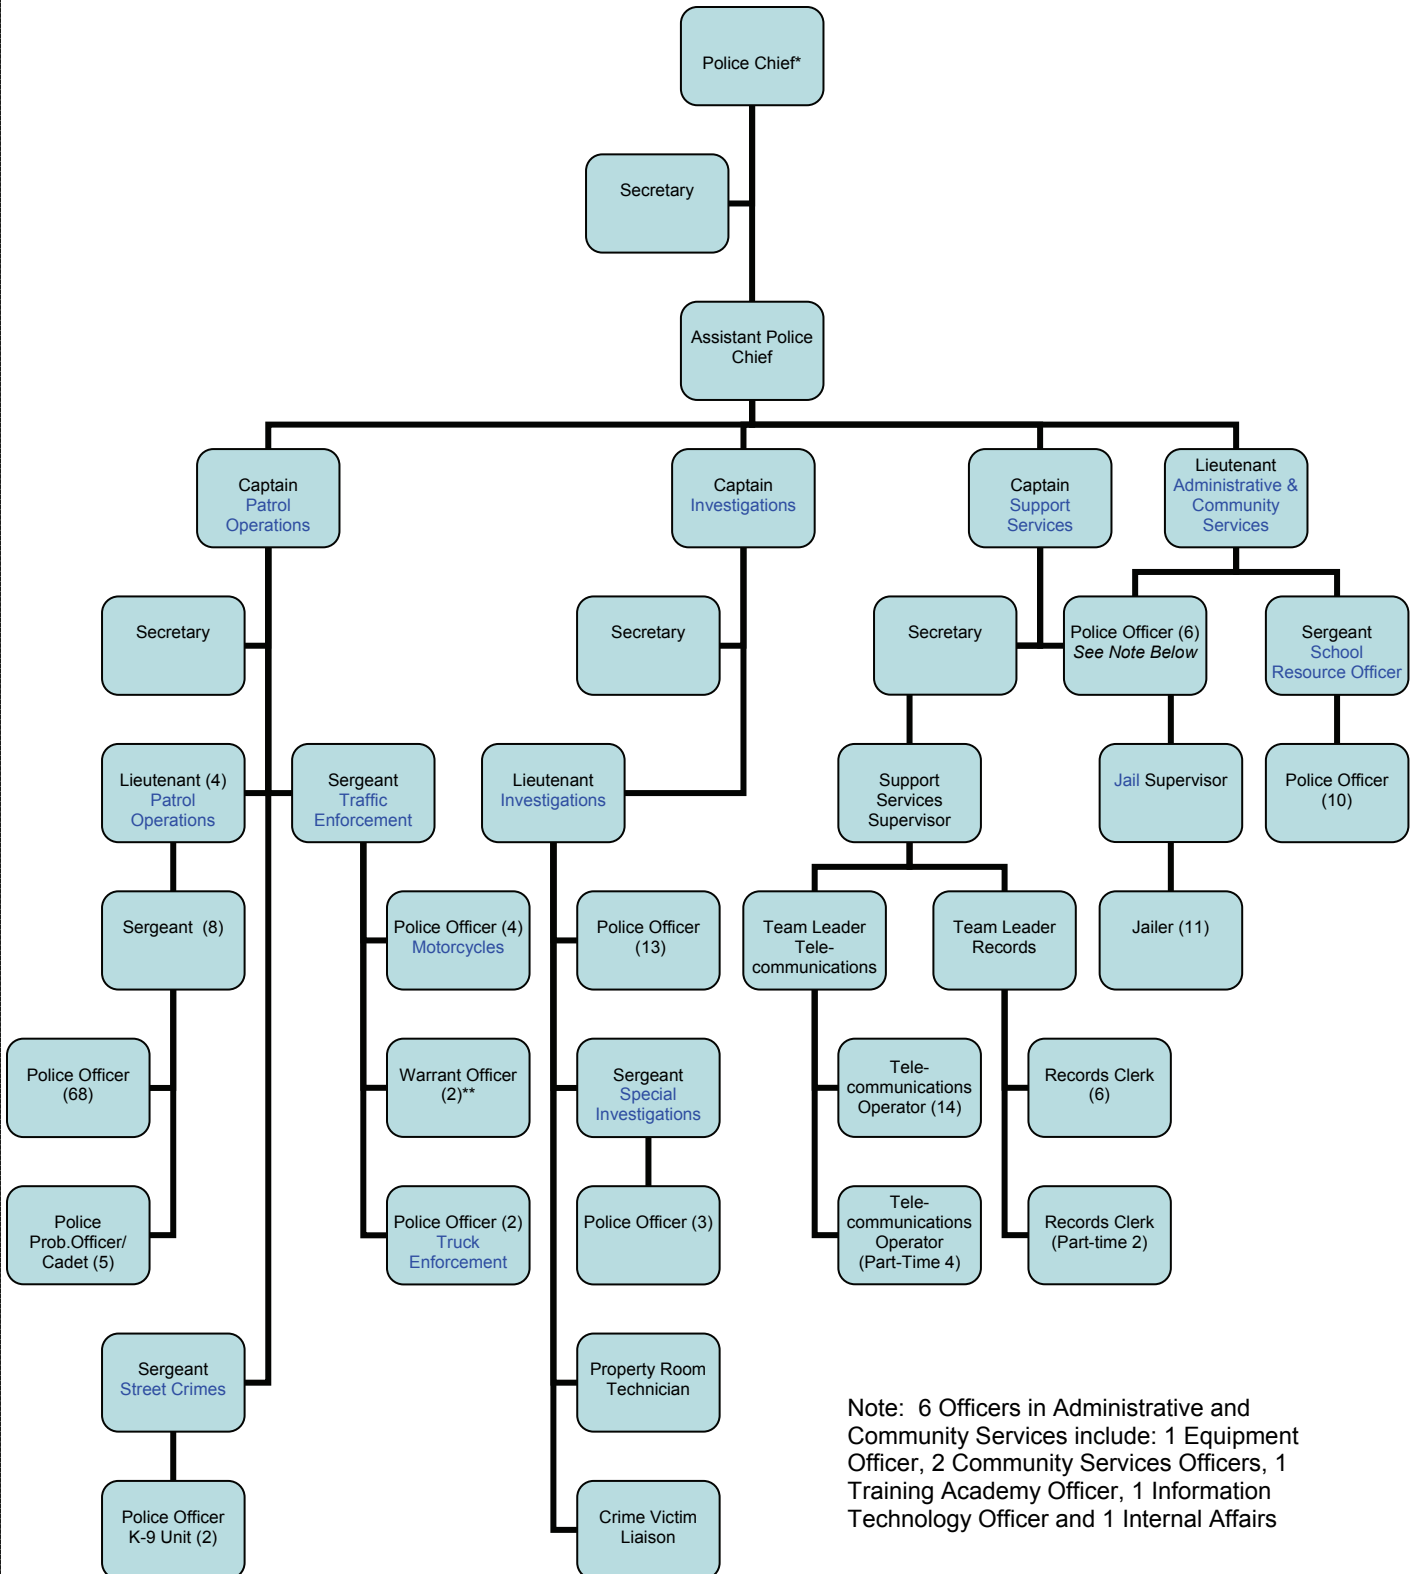 Police Chief*
Secretary
Assistant Police
Chief
Captain
Patrol
Operations
Captain
Investigations
Captain
Support
Services
Lieutenant
Administrative &
Community
Services
Secretary
Secretary
Secretary
Police Officer (6)
See Note Below
Sergeant
School
Resource Officer
Lieutenant (4)
Patrol
Operations
Sergeant
Traffic
Enforcement
Lieutenant
Investigations
Support
Services
Supervisor
Jail Supervisor
Police Officer
(10)
Sergeant (8)
Police Officer (4)
Motorcycles
Police Officer
(13)
Team Leader
Tele-
communications
Team Leader
Records
Jailer (11)
Police Officer
(68)
Warrant Officer
(2)**
Sergeant
Special
Investigations
Tele-
communications
Operator (14)
Records Clerk
(6)
Police
Prob.Officer/
Cadet (5)
Police Officer (2)
Truck
Enforcement
Police Officer (3)
Tele-
communications
Operator
(Part-Time 4)
Records Clerk
(Part-time 2)
Sergeant
Street Crimes
Property Room
Technician
Police Officer
K-9 Unit (2)
Crime Victim
Liaison
Note: 6 Officers in Administrative and
Community Services include: 1 Equipment
Officer, 2 Community Services Officers, 1
Training Academy Officer, 1 Information
Technology Officer and 1 Internal Affairs